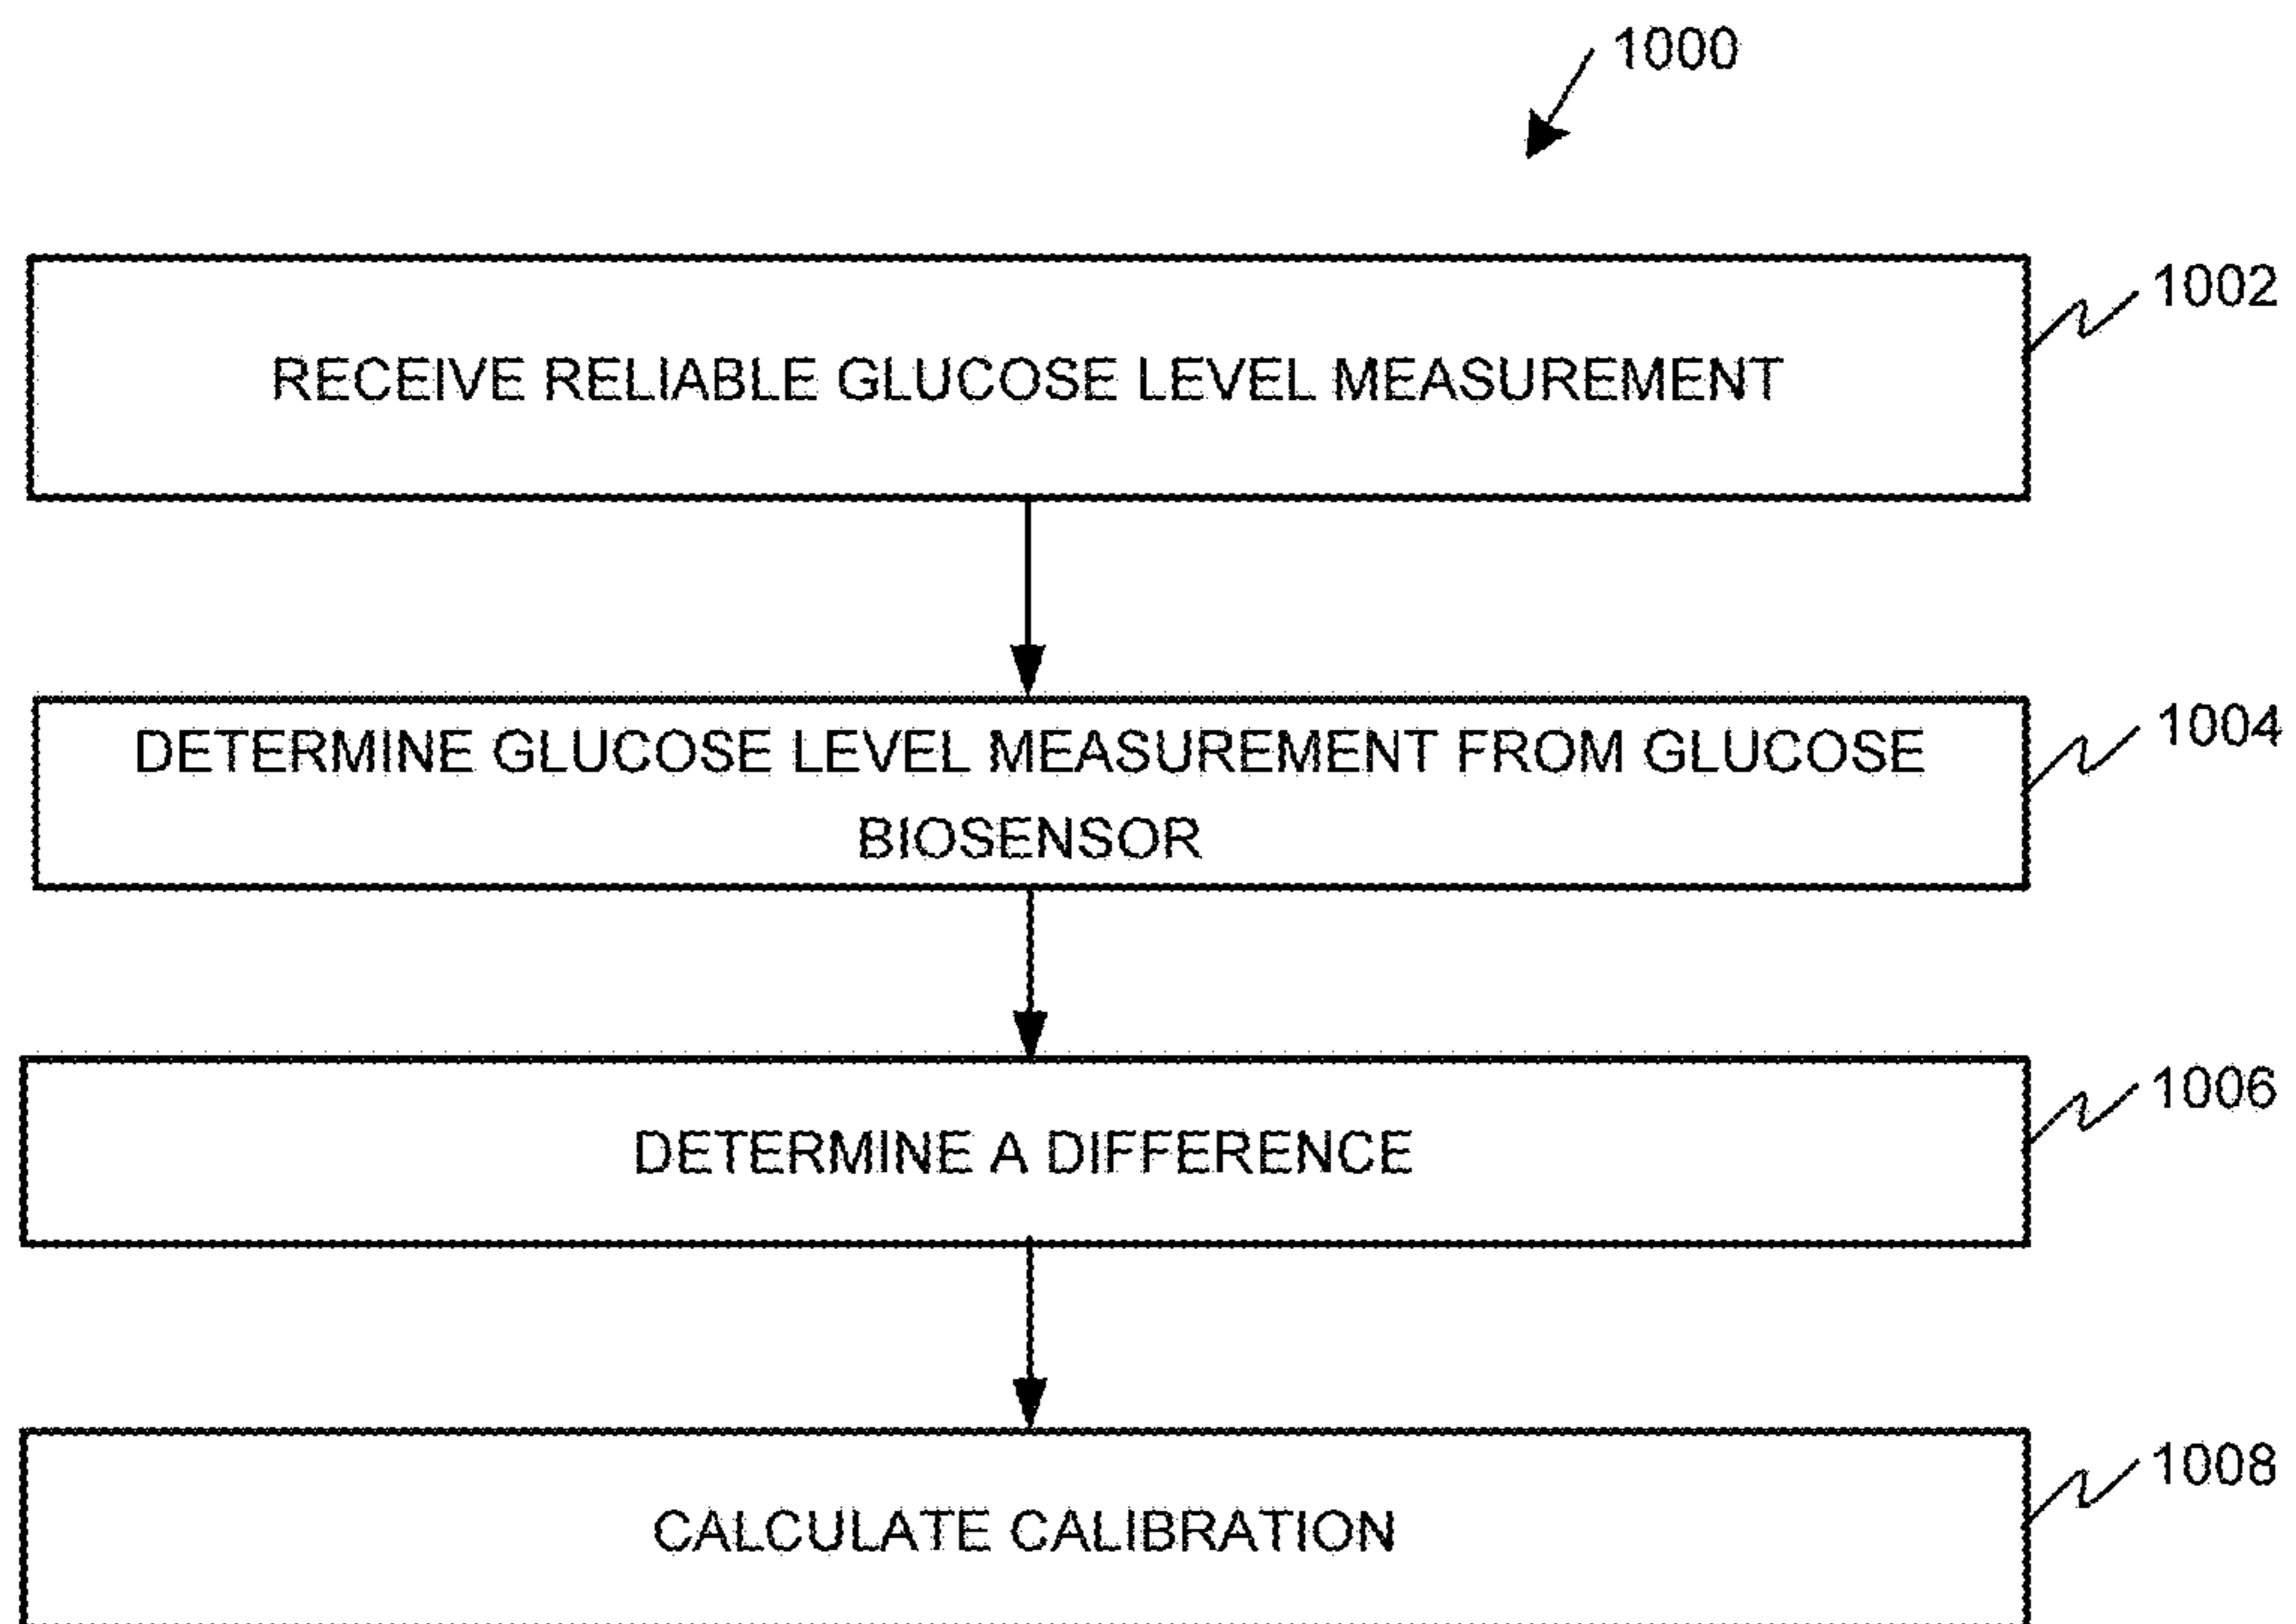 1000
1002
RECEIVE RELIABLE GLUCOSE LEVEL MEASUREMENT
1004
DETERMINE GLUCOSE LEVEL MEASUREMENT FROM GLUCOSE
BIOSENSOR
1006
DETERMINE A DIFFERENCE
1008
CALCULATE CALIBRATION